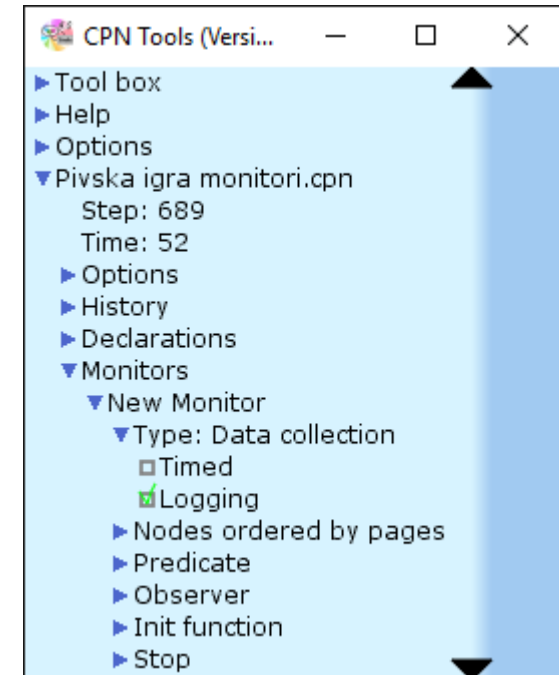 CPN Tools (Versi...
Tool box
Help
Options
Pivska igra monitori.cpn
Step: 689
Time: 52
Options
History
Declarations
Monitors
New Monitor
Type: Data collection
Timed
Logging
Nodes ordered by pages
Predicate
Observer
Init function
Stop